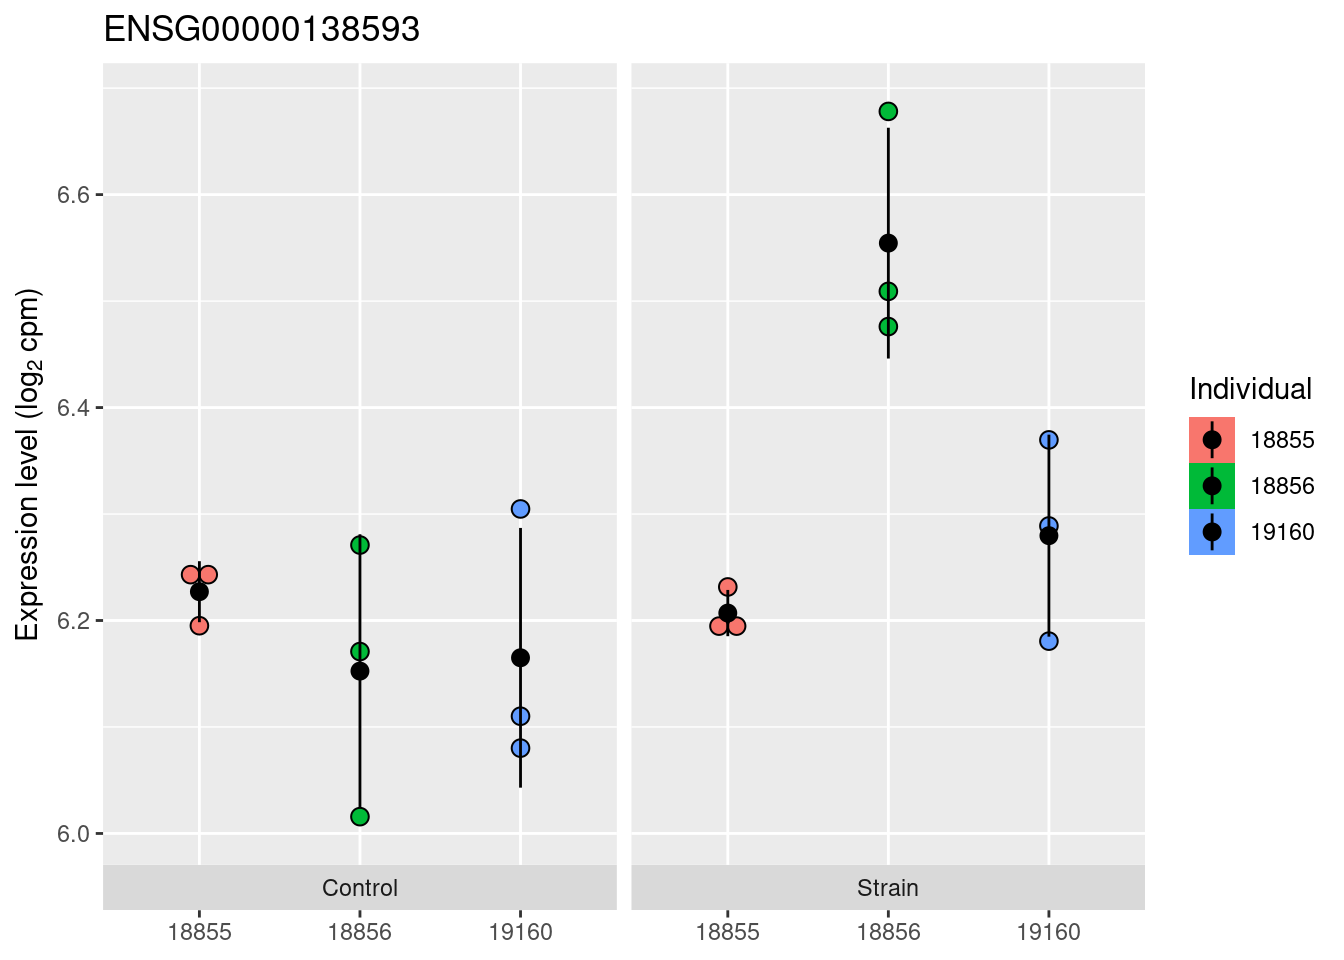 ENSG00000138593
Expression level (log₂ cpm)
6.6
6.4
6.2
6.0
Control
Strain
18855
18856
19160
18855
18856
19160
Individual
18855
18856
19160